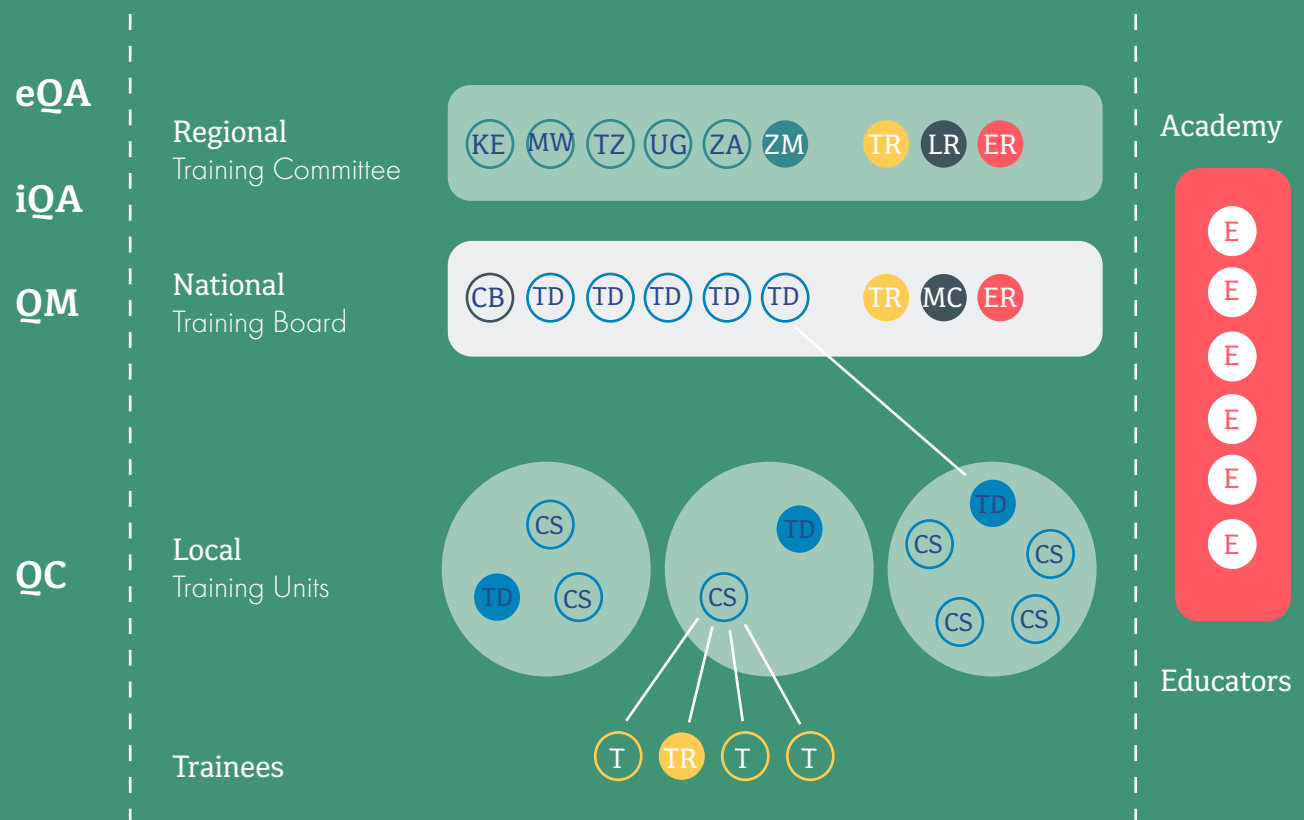 eQA
iQA
QM
QC
Regional
Training Committee
KE MW TZ UG ZA ZM TR LR ER
National
Training Board
CB TD TD TD TD TD TR MC ER
Local
Training Units
CS
TD CS
TD
CS
TD
CS CS
CS CS
Trainees
T TR T T
Academy
E
E
E
E
E
E
Educators